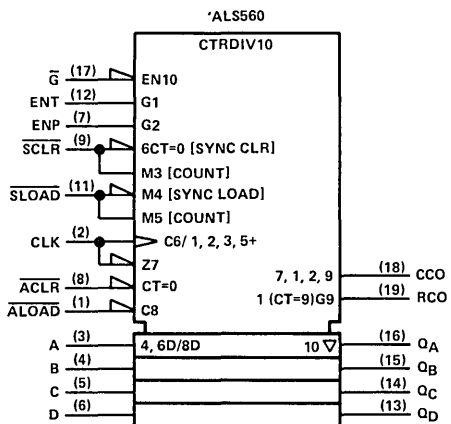 'ALS560
CTRDIV10
G̅ (17) EN10
ENT (12) G1
ENP (7) G2
S̅C̅L̅R̅ (9) 6CT=0 [SYNC CLR]
M3 [COUNT]
S̅L̅O̅A̅D̅ (11) M4 [SYNC LOAD]
M5 [COUNT]
CLK (2) C6/ 1, 2, 3, 5+
Z7
A̅C̅L̅R̅ (8) CT=0 7, 1, 2, 9 (18) CCO
A̅L̅O̅A̅D̅ (1) C8 1 (CT=9)G9 (19) RCO
A (3) 4, 6D/8D 10 ▽ (16) QA
B (4) (15) QB
C (5) (14) QC
D (6) (13) QD